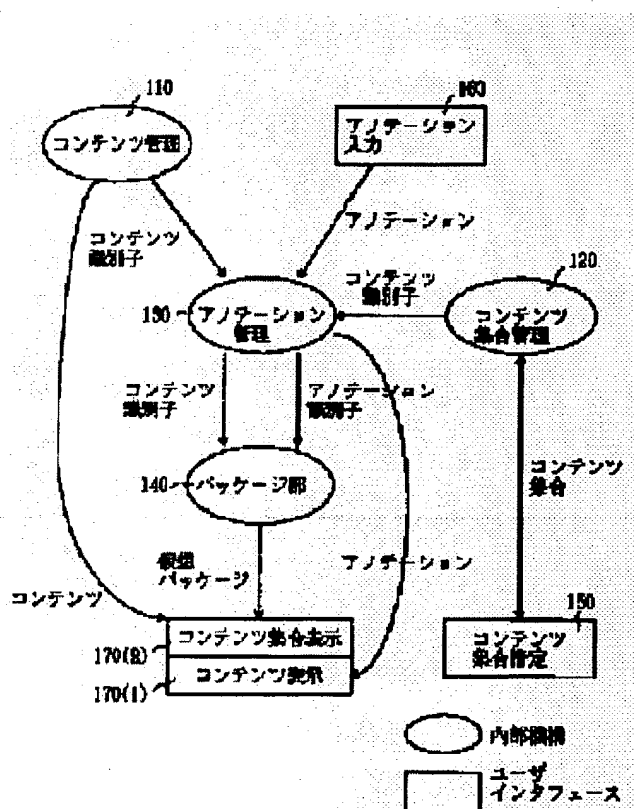 110
コンテンツ管理
160
アノテーション
入力
コンテンツ
識別子
アノテーション
コンテンツ
識別子
120
130
アノテーション
管理
コンテンツ
集合管理
コンテンツ
識別子
アノテーション
識別子
140
パッケージ部
コンテンツ
集合
仮想
パッケージ
アノテーション
コンテンツ
150
170(2)
コンテンツ集合表示
コンテンツ
集合指定
170(1)
コンテンツ表示
内部機構
ユーザ
インタフェース